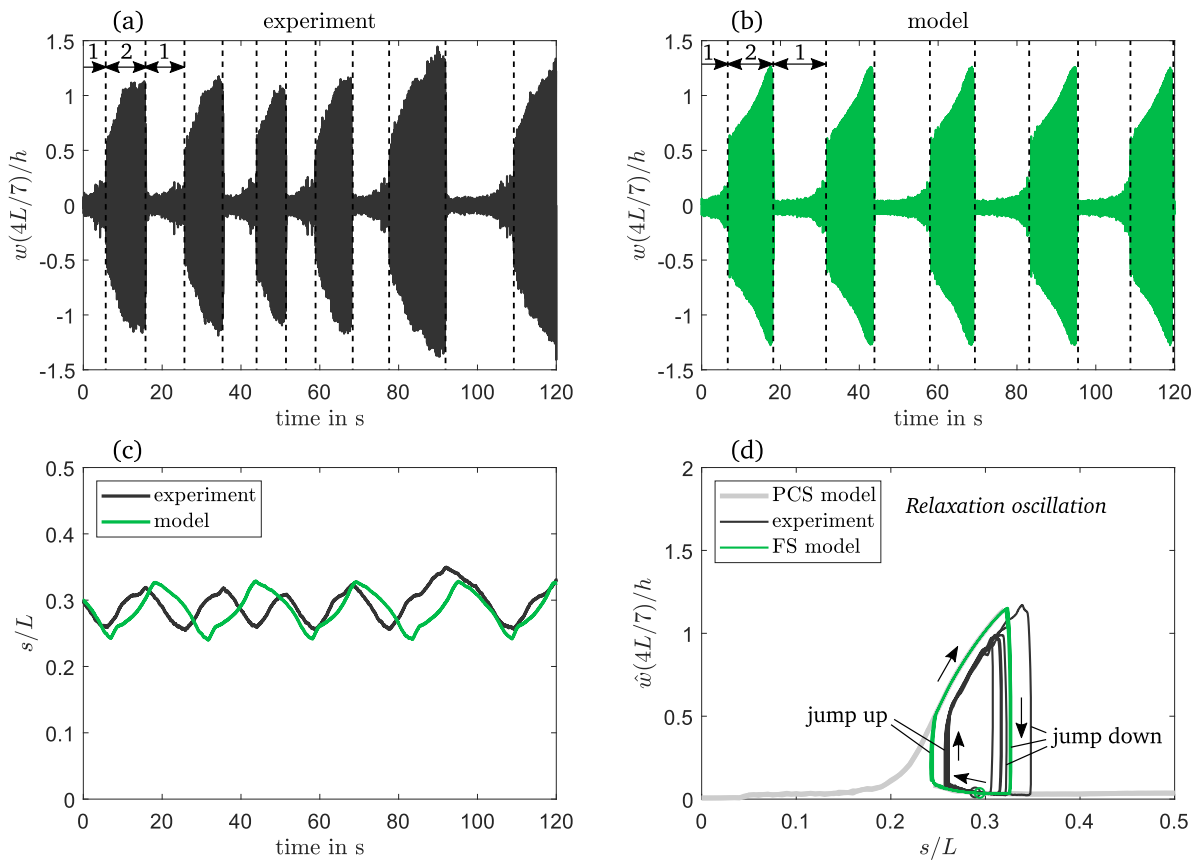 (a) experiment
1 2 1
1.5
1
0.5
0
-0.5
-1
-1.5
w(4L/7)/h
0 20 40 60 80 100 120
time in s
(b) model
1 2 1
1.5
1
0.5
0
-0.5
-1
-1.5
w(4L/7)/h
0 20 40 60 80 100 120
time in s
(c)
0.5
0.4
0.3
0.2
0.1
0
s/L
experiment
model
0 20 40 60 80 100 120
time in s
(d)
2
1.5
1
0.5
0
ŵ(4L/7)/h
PCS model
experiment
FS model
Relaxation oscillation
jump up
jump down
0 0.1 0.2 0.3 0.4 0.5
s/L